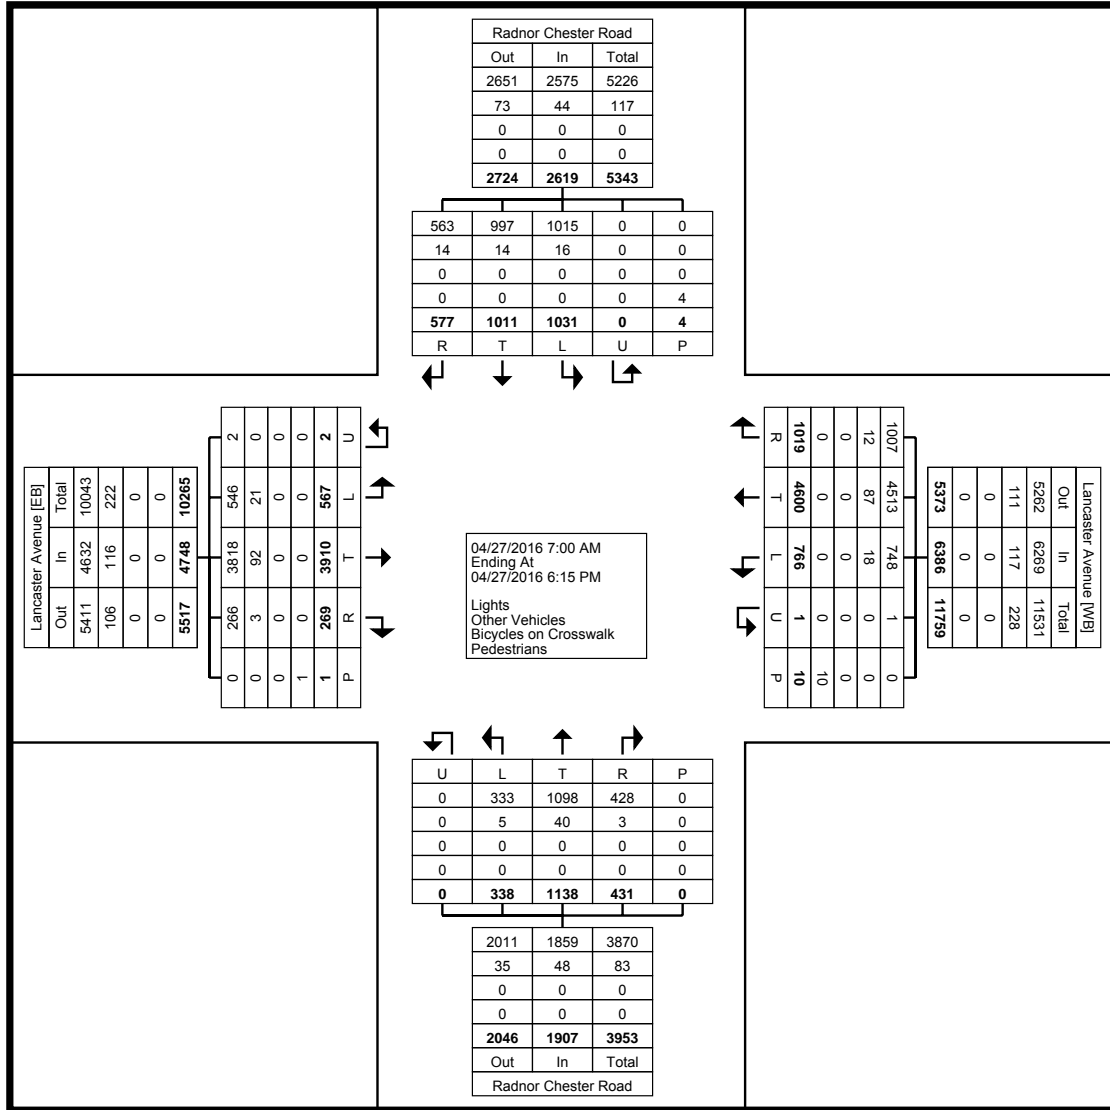 Radnor Chester Road
Out In Total
2651 2575 5226
73 44 117
0 0 0
0 0 0
2724 2619 5343
563 997 1015 0 0
14 14 16 0 0
0 0 0 0 0
0 0 0 0 4
577 1011 1031 0 4
R T L U P
Lancaster Avenue [EB]
Total In Out
10043 4632 5411
222 116 106
0 0 0
0 0 0
10265 4748 5517
2 546 3818 266 0
0 21 92 3 0
0 0 0 0 0
0 0 0 0 1
2 567 3910 269 1
U L T R P
04/27/2016 7:00 AM
Ending At
04/27/2016 6:15 PM
Lights
Other Vehicles
Bicycles on Crosswalk
Pedestrians
Lancaster Avenue [WB]
Out In Total
5262 6269 11531
111 117 228
0 0 0
0 0 0
5373 6386 11759
1007 4513 748 1 0
12 87 18 0 0
0 0 0 0 0
0 0 0 0 10
1019 4600 766 1 10
R T L U P
U L T R P
0 333 1098 428 0
0 5 40 3 0
0 0 0 0 0
0 0 0 0 0
0 338 1138 431 0
2011 1859 3870
35 48 83
0 0 0
0 0 0
2046 1907 3953
Out In Total
Radnor Chester Road